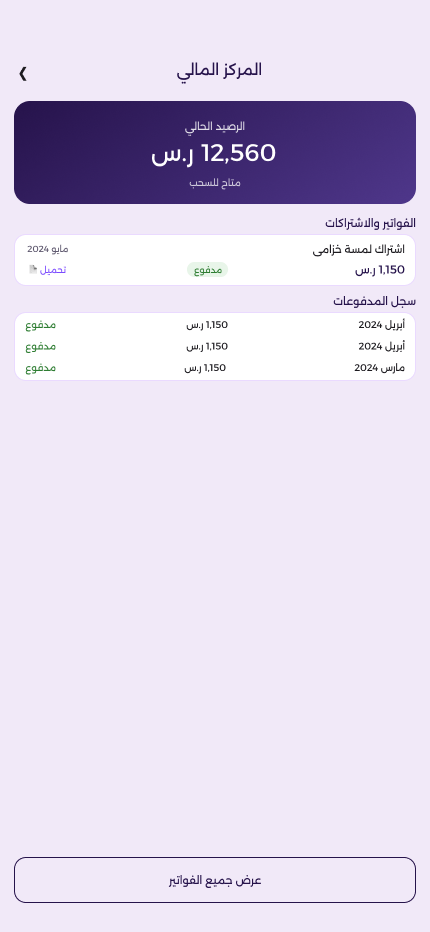 المركز المالي
الرصيد الحالي
12,560 ر.س
متاح للسحب
الفواتير والاشتراكات
اشتراك لمسة خزامى مايو 2024
1,150 ر.س مدفوع تحميل
سجل المدفوعات
أبريل 2024 1,150 ر.س مدفوع
أبريل 2024 1,150 ر.س مدفوع
مارس 2024 1,150 ر.س مدفوع
عرض جميع الفواتير